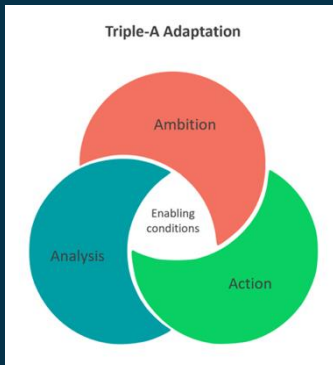 Triple-A Adaptation
Ambition
Enabling
conditions
Analysis
Action